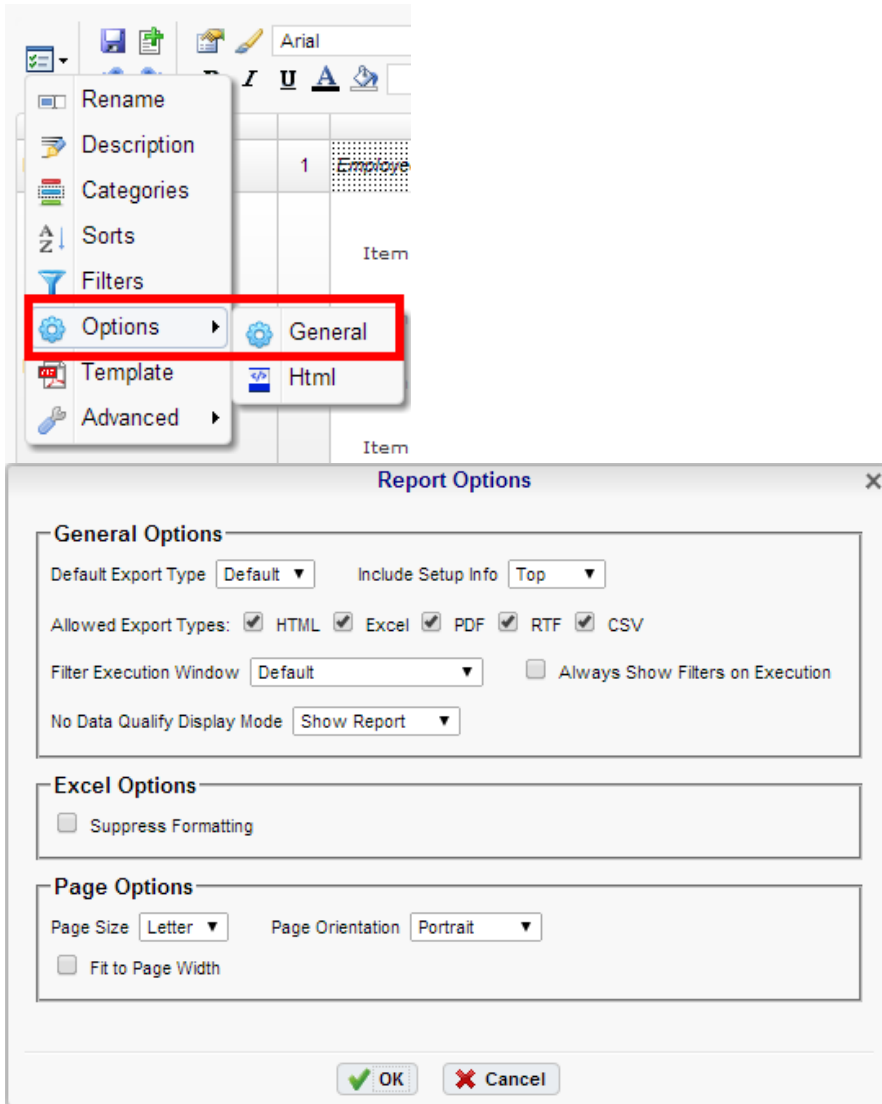 Arial
B I U A
Rename
Description
1 Employe
Categories
Sorts
Item
Filters
Options General
Template Html
Advanced
Item
Report Options
General Options
Default Export Type Default Include Setup Info Top
Allowed Export Types: HTML Excel PDF RTF CSV
Filter Execution Window Default Always Show Filters on Execution
No Data Qualify Display Mode Show Report
Excel Options
Suppress Formatting
Page Options
Page Size Letter Page Orientation Portrait
Fit to Page Width
OK Cancel